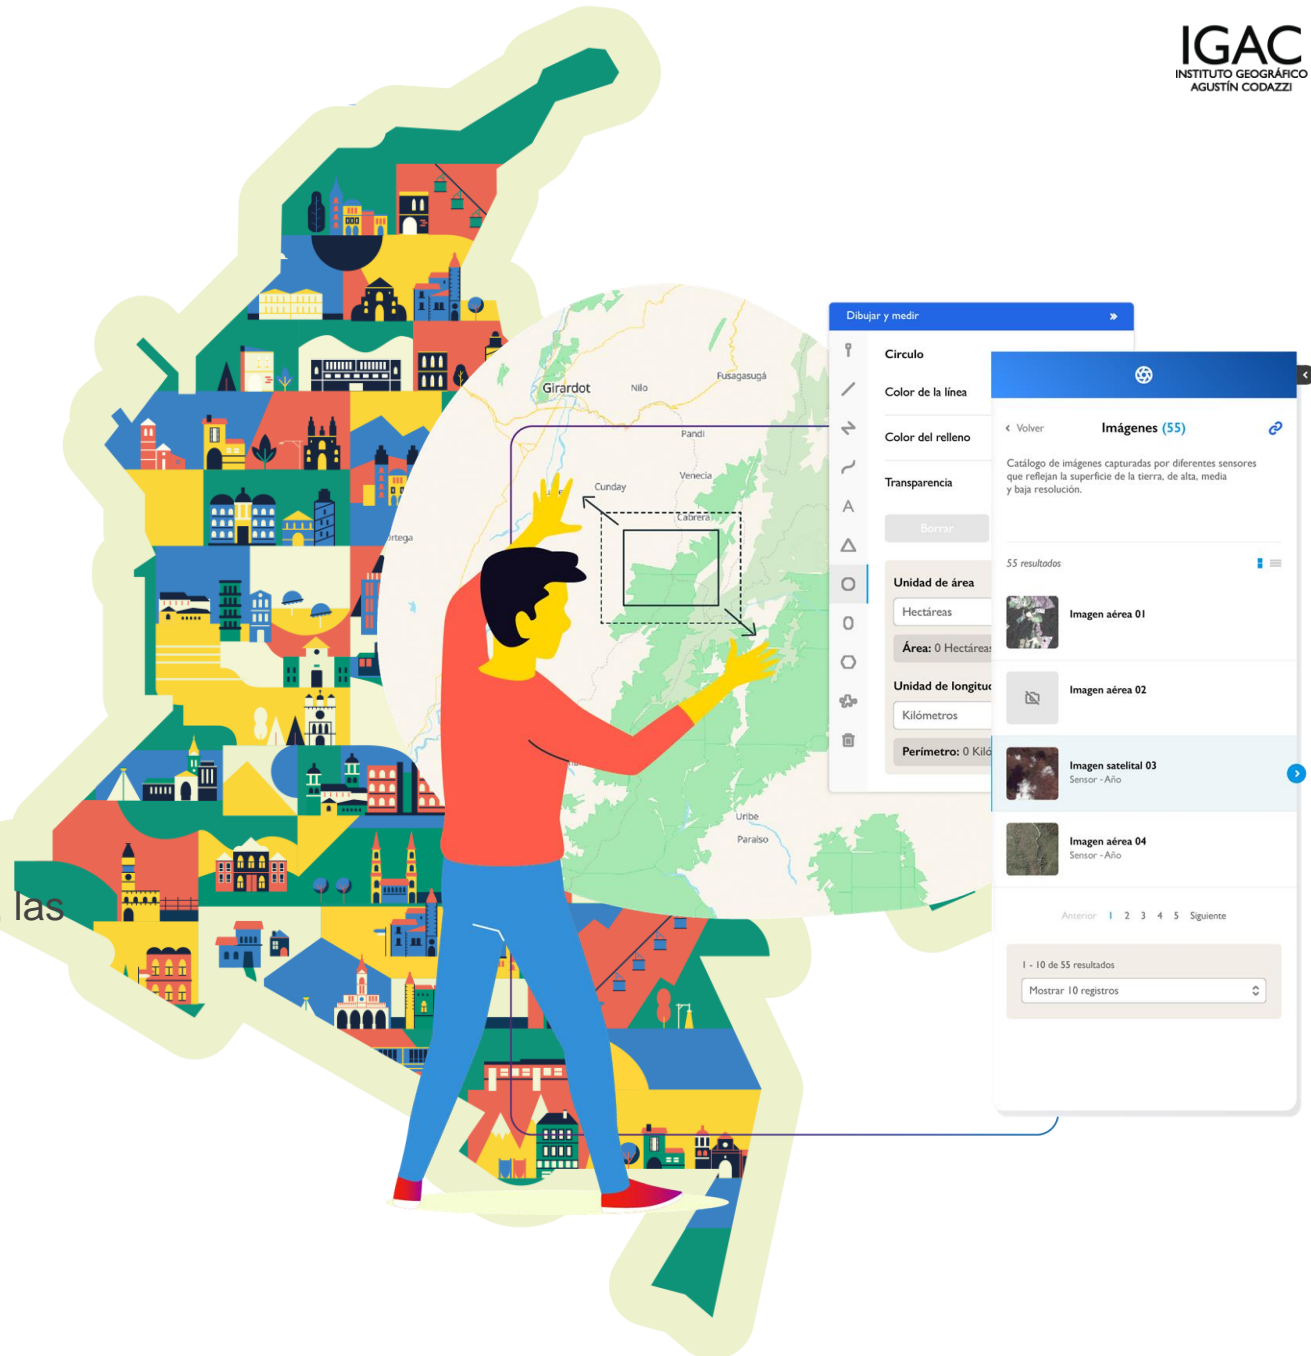 IGAC
INSTITUTO GEOGRÁFICO
AGUSTÍN CODAZZI
Dibujar y medir
Circulo
Color de la línea
Color del relleno
Transparencia
Borrar
Unidad de área
Hectáreas
Área: 0 Hectáreas
Unidad de longitud
Kilómetros
Perímetro: 0 Kiló
Volver
Imágenes (55)
Catálogo de imágenes capturadas por diferentes sensores
que reflejan la superficie de la tierra, de alta, media
y baja resolución.
55 resultados
Imagen aérea 01
Imagen aérea 02
Imagen satelital 03
Sensor - Año
Imagen aérea 04
Sensor - Año
Anterior 1 2 3 4 5 Siguiente
1 - 10 de 55 resultados
Mostrar 10 registros
Girardot
Nilo
Fusagasugá
Pandi
Venecia
Cunday
Cabrera
rtega
Uribe
Paraiso
las